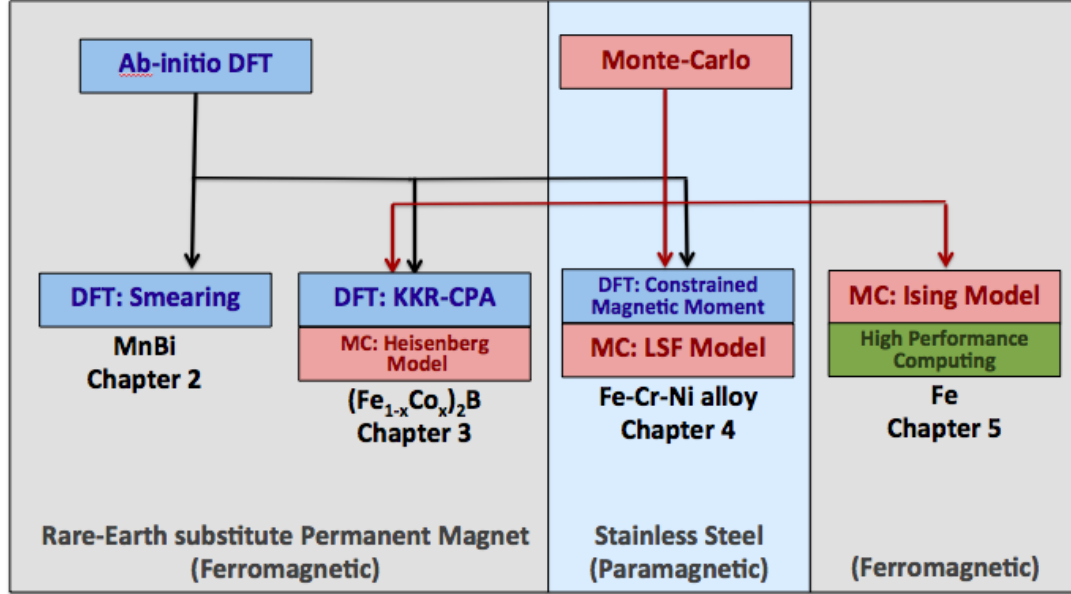 Ab-initio DFT
Monte-Carlo
DFT: Smearing
MnBi
Chapter 2
DFT: KKR-CPA
MC: Heisenberg
Model
(Fe₁₋ₓCoₓ)₂B
Chapter 3
DFT: Constrained
Magnetic Moment
MC: LSF Model
Fe-Cr-Ni alloy
Chapter 4
MC: Ising Model
High Performance
Computing
Fe
Chapter 5
Rare-Earth substitute Permanent Magnet
(Ferromagnetic)
Stainless Steel
(Paramagnetic)
(Ferromagnetic)